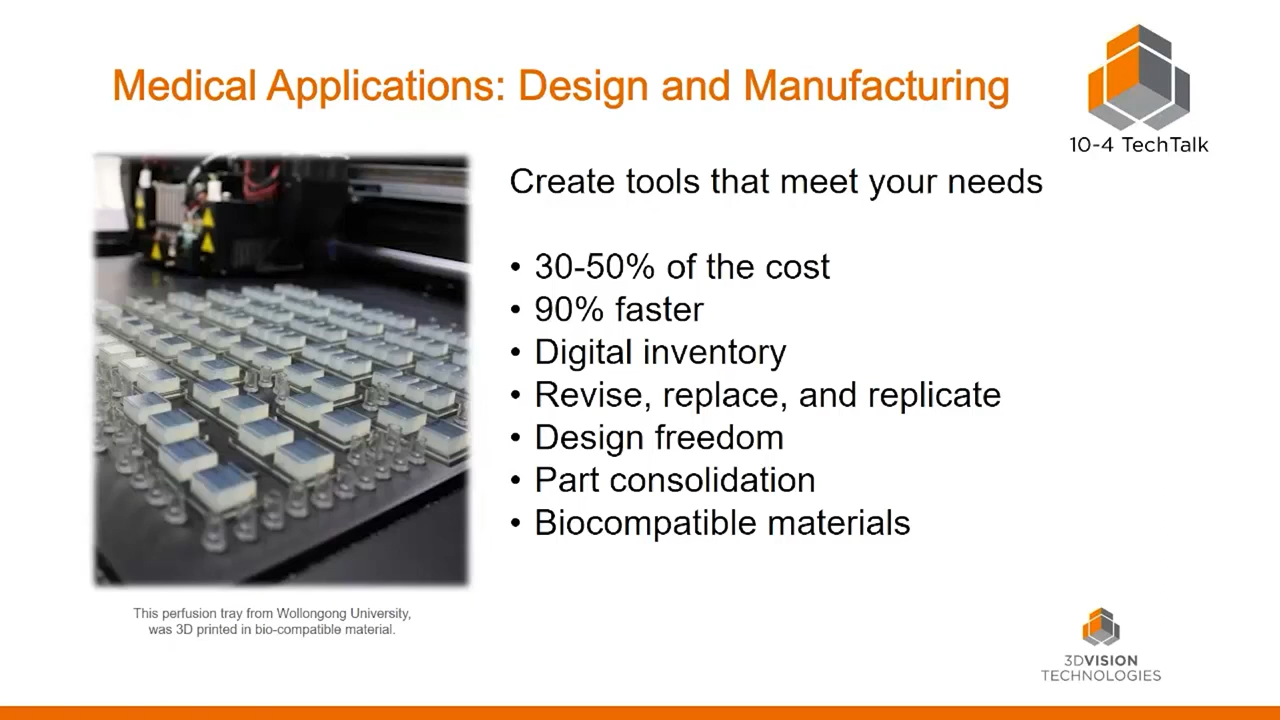 Medical Applications: Design and Manufacturing
10-4 TechTalk
Create tools that meet your needs
• 30-50% of the cost
• 90% faster
• Digital inventory
• Revise, replace, and replicate
• Design freedom
• Part consolidation
• Biocompatible materials
This perfusion tray from Wollongong University,
was 3D printed in bio-compatible material.
3DVISION
TECHNOLOGIES